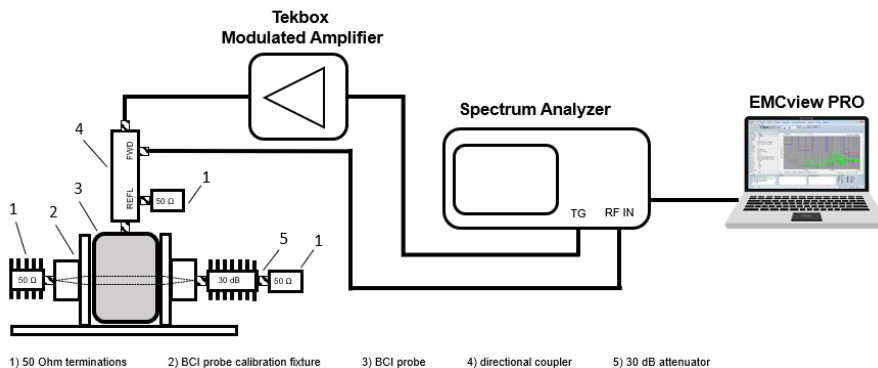 Tekbox
Modulated Amplifier
Spectrum Analyzer
EMCview PRO
4
FWD
3
REFL
50 Ω
1
1
2
5
1
TG
RF IN
50 Ω
30 dB
50 Ω
1) 50 Ohm terminations
2) BCI probe calibration fixture
3) BCI probe
4) directional coupler
5) 30 dB attenuator